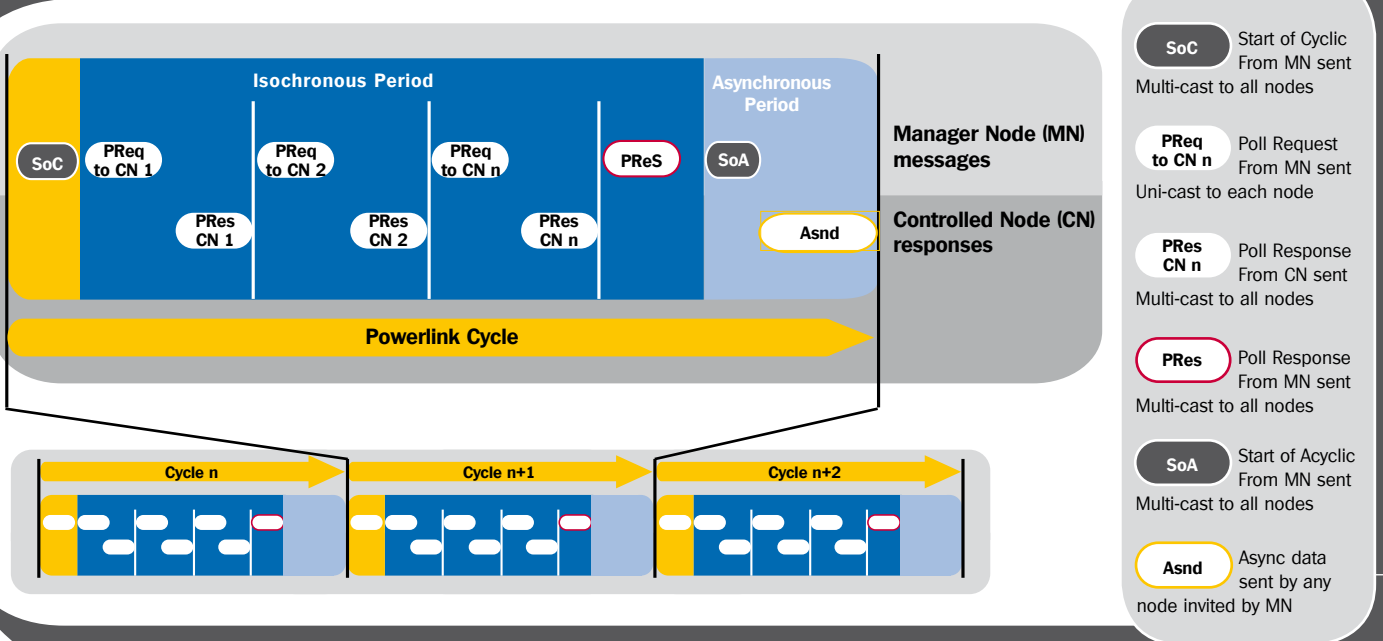 Isochronous Period
Asynchronous
Period
SoC
PReq
to CN 1
PReq
to CN 2
PReq
to CN n
PReS
SoA
Manager Node (MN)
messages
PRes
CN 1
PRes
CN 2
PRes
CN n
Asnd
Controlled Node (CN)
responses
Powerlink Cycle
Cycle n
Cycle n+1
Cycle n+2
SoC
Start of Cyclic
From MN sent
Multi-cast to all nodes
PReq
to CN n
Poll Request
From MN sent
Uni-cast to each node
PRes
CN n
Poll Response
From CN sent
Multi-cast to all nodes
PRes
Poll Response
From MN sent
Multi-cast to all nodes
SoA
Start of Acyclic
From MN sent
Multi-cast to all nodes
Asnd
Async data
sent by any
node invited by MN